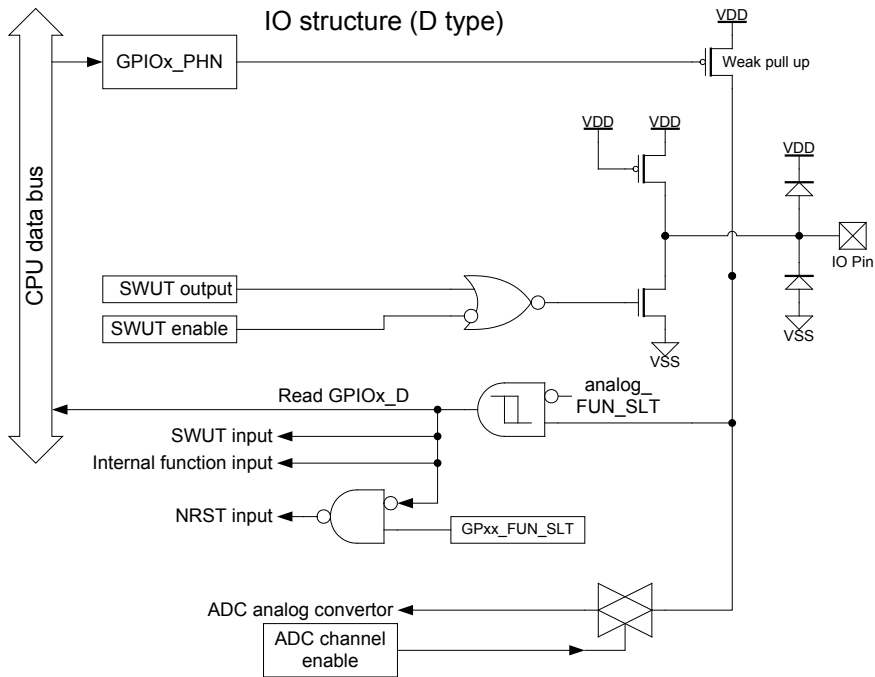 IO structure (D type)
VDD
GPIOx_PHN
Weak pull up
VDD
VDD
VDD
CPU data bus
IO Pin
SWUT output
SWUT enable
VSS
VSS
analog_
FUN_SLT
Read GPIOx_D
SWUT input
Internal function input
NRST input
GPxx_FUN_SLT
ADC analog convertor
ADC channel
enable